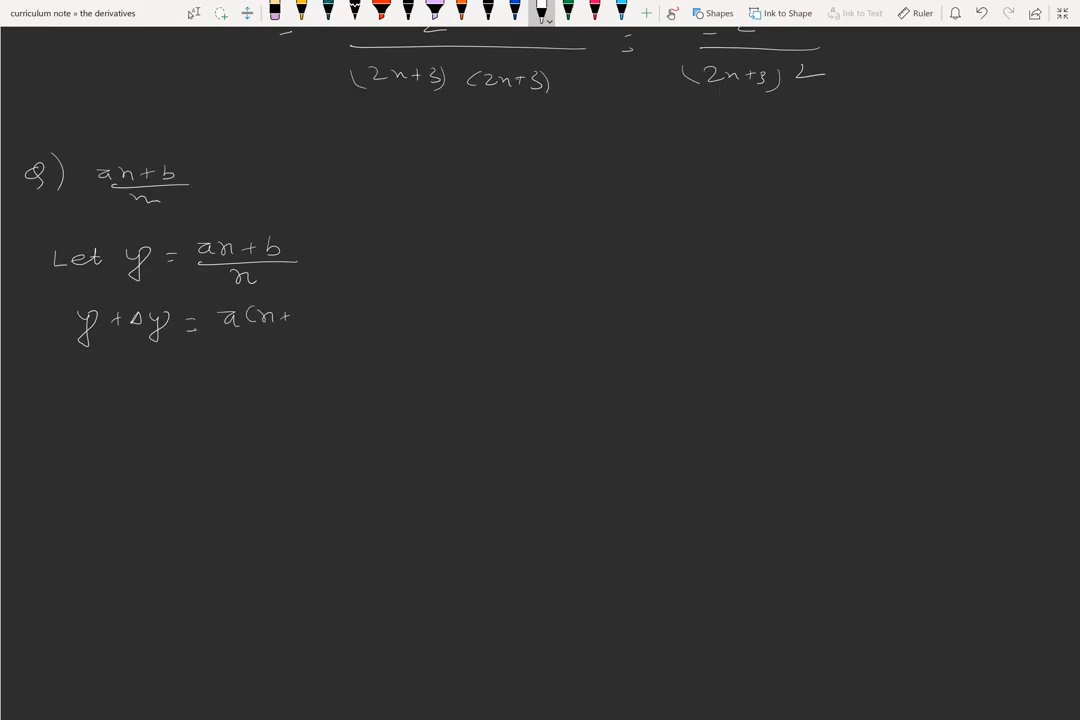 curriculum note » the derivatives
Shapes Ink to Shape Ink to Text Ruler
(2x+3) (2x+3) (2x+3)2
Q) ax+b
x
Let y = ax+b
x
y + Δy = a(x+